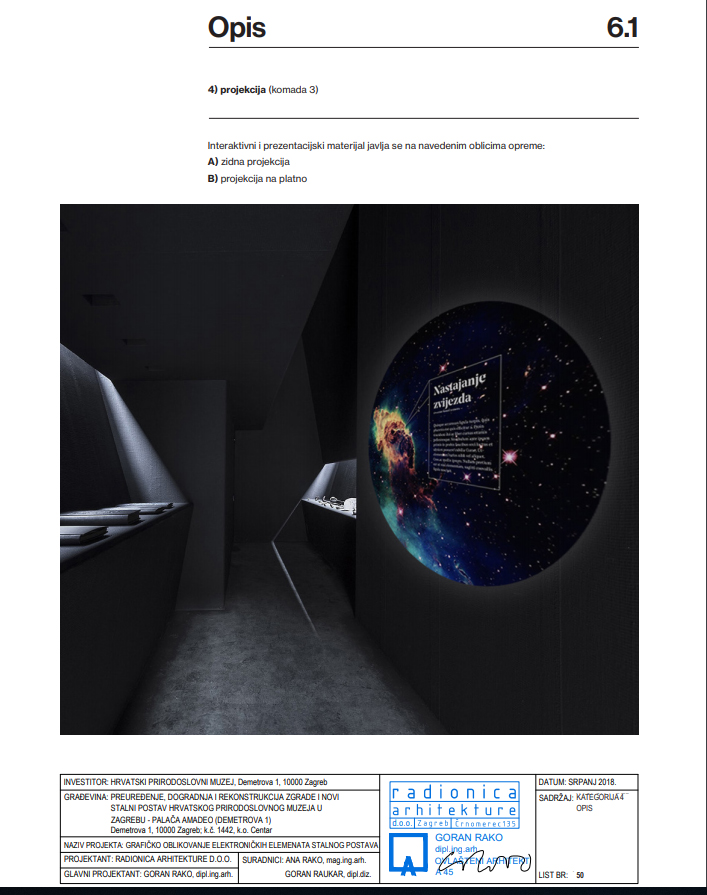 Opis 6.1
4) projekcija (komada 3)
Interaktivni i prezentacijski materijal javlja se na navedenim oblicima opreme:
A) zidna projekcija
B) projekcija na platno
Nastajanje
zvijezda
INVESTITOR: HRVATSKI PRIRODOSLOVNI MUZEJ, Demetrova 1, 10000 Zagreb
GRAĐEVINA: PREUREĐENJE, DOGRADNJA I REKONSTRUKCIJA ZGRADE I NOVI
STALNI POSTAV HRVATSKOG PRIRODOSLOVNOG MUZEJA U
ZAGREBU - PALAČA AMADEO (DEMETROVA 1)
Demetrova 1, 10000 Zagreb; k.č. 1442, k.o. Centar
NAZIV PROJEKTA: GRAFIČKO OBLIKOVANJE ELEKTRONIČKIH ELEMENATA STALNOG POSTAVA
PROJEKTANT: RADIONICA ARHITEKTURE D.O.O.
SURADNICI: ANA RAKO, mag.ing.arh.
GLAVNI PROJEKTANT: GORAN RAKO, dipl.ing.arh.
GORAN RAUKAR, dipl.diz.
radionica
arhitekture
d.o.o. Zagreb Črnomerec 135
GORAN RAKO
dipl.ing.arh.
OVLAŠTENI ARHITEKT
A 45
DATUM: SRPANJ 2018.
SADRŽAJ: KATEGORIJA 4
OPIS
LIST BR: 50